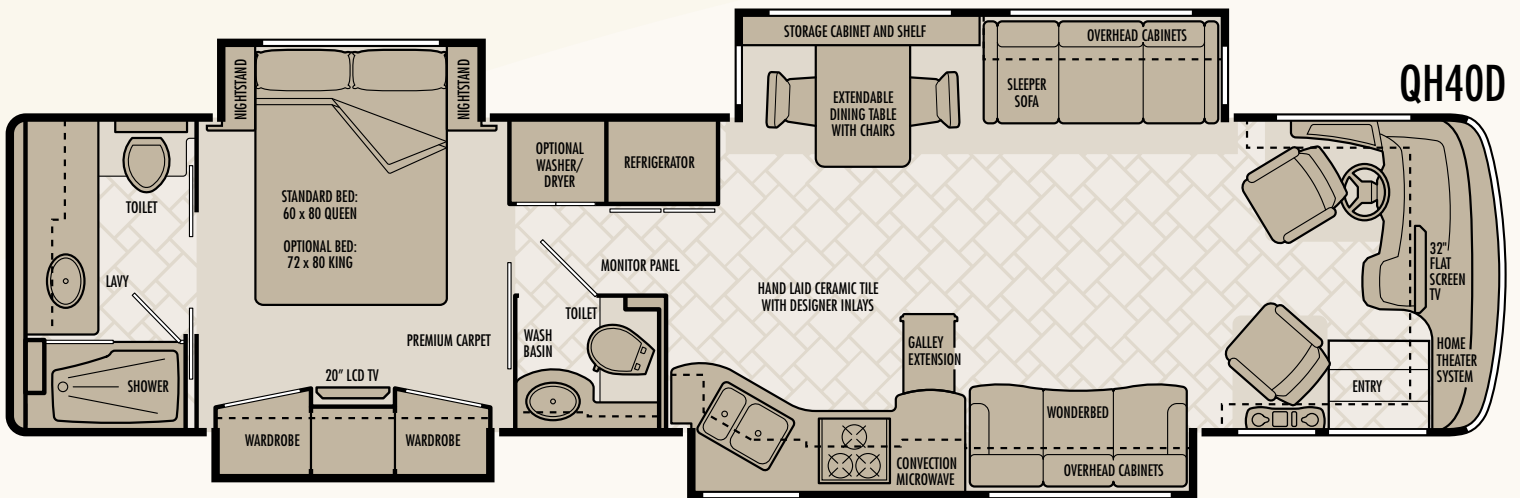 QH40D
STORAGE CABINET AND SHELF
OVERHEAD CABINETS
SLEEPER
SOFA
EXTENDABLE
DINING TABLE
WITH CHAIRS
NIGHTSTAND
NIGHTSTAND
OPTIONAL
WASHER/
DRYER
REFRIGERATOR
TOILET
STANDARD BED:
60 x 80 QUEEN
OPTIONAL BED:
72 x 80 KING
LAVY
MONITOR PANEL
HAND LAID CERAMIC TILE
WITH DESIGNER INLAYS
32"
FLAT
SCREEN
TV
TOILET
WASH
BASIN
PREMIUM CARPET
GALLEY
EXTENSION
HOME
THEATER
SYSTEM
20” LCD TV
SHOWER
ENTRY
WARDROBE
WARDROBE
WONDERBED
CONVECTION
MICROWAVE
OVERHEAD CABINETS